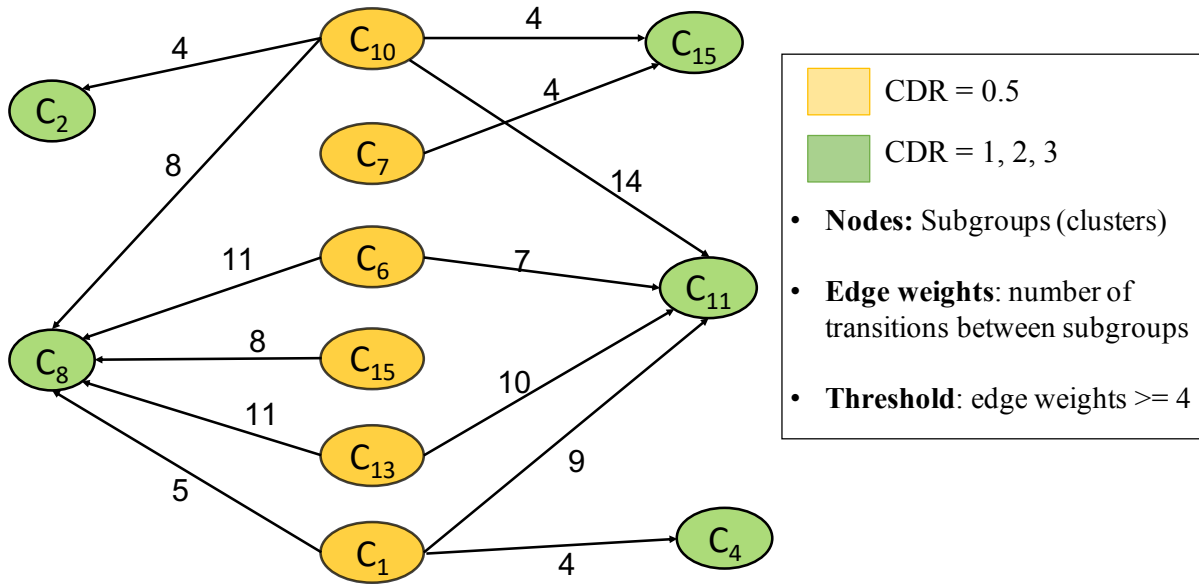 C10
4
C15
4
C2
4
C7
8
14
11
C6
7
C11
8
C15
C8
10
11
C13
9
5
C1
4
C4
CDR = 0.5
CDR = 1, 2, 3
• Nodes: Subgroups (clusters)
• Edge weights: number of
transitions between subgroups
• Threshold: edge weights >= 4